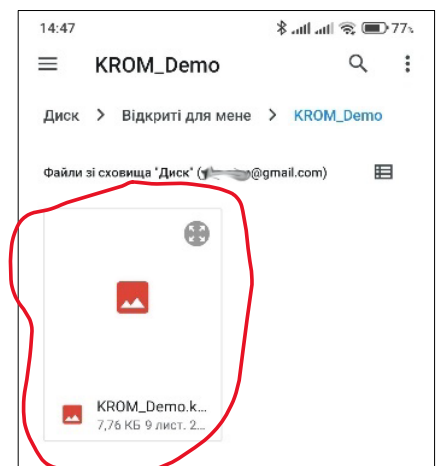 14:47 77%
KROM_Demo
Диск > Відкриті для мене > KROM_Demo
Файли зі сховища "Диск" ( @gmail.com)
KROM_Demo.k...
7,76 КБ 9 лист. 2...